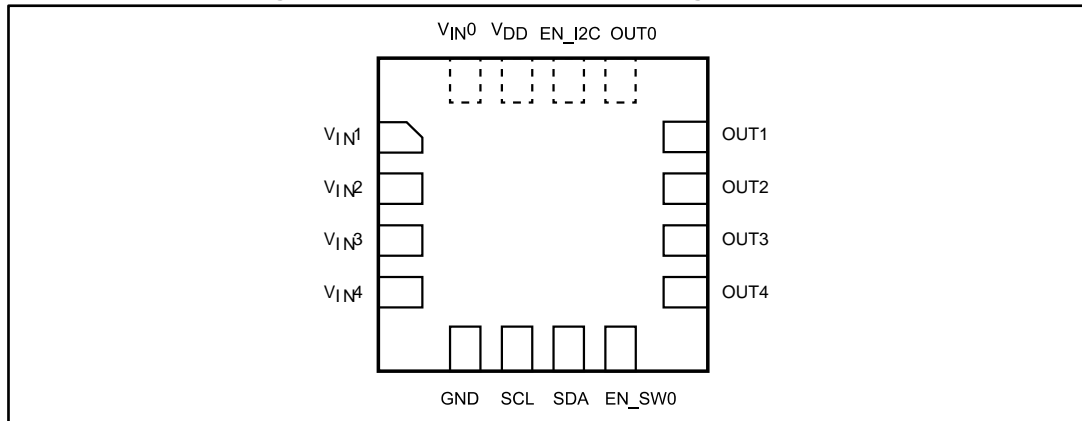 VIN0 VDD EN_I2C OUT0
VIN1 OUT1
VIN2 OUT2
VIN3 OUT3
VIN4 OUT4
GND SCL SDA EN_SW0